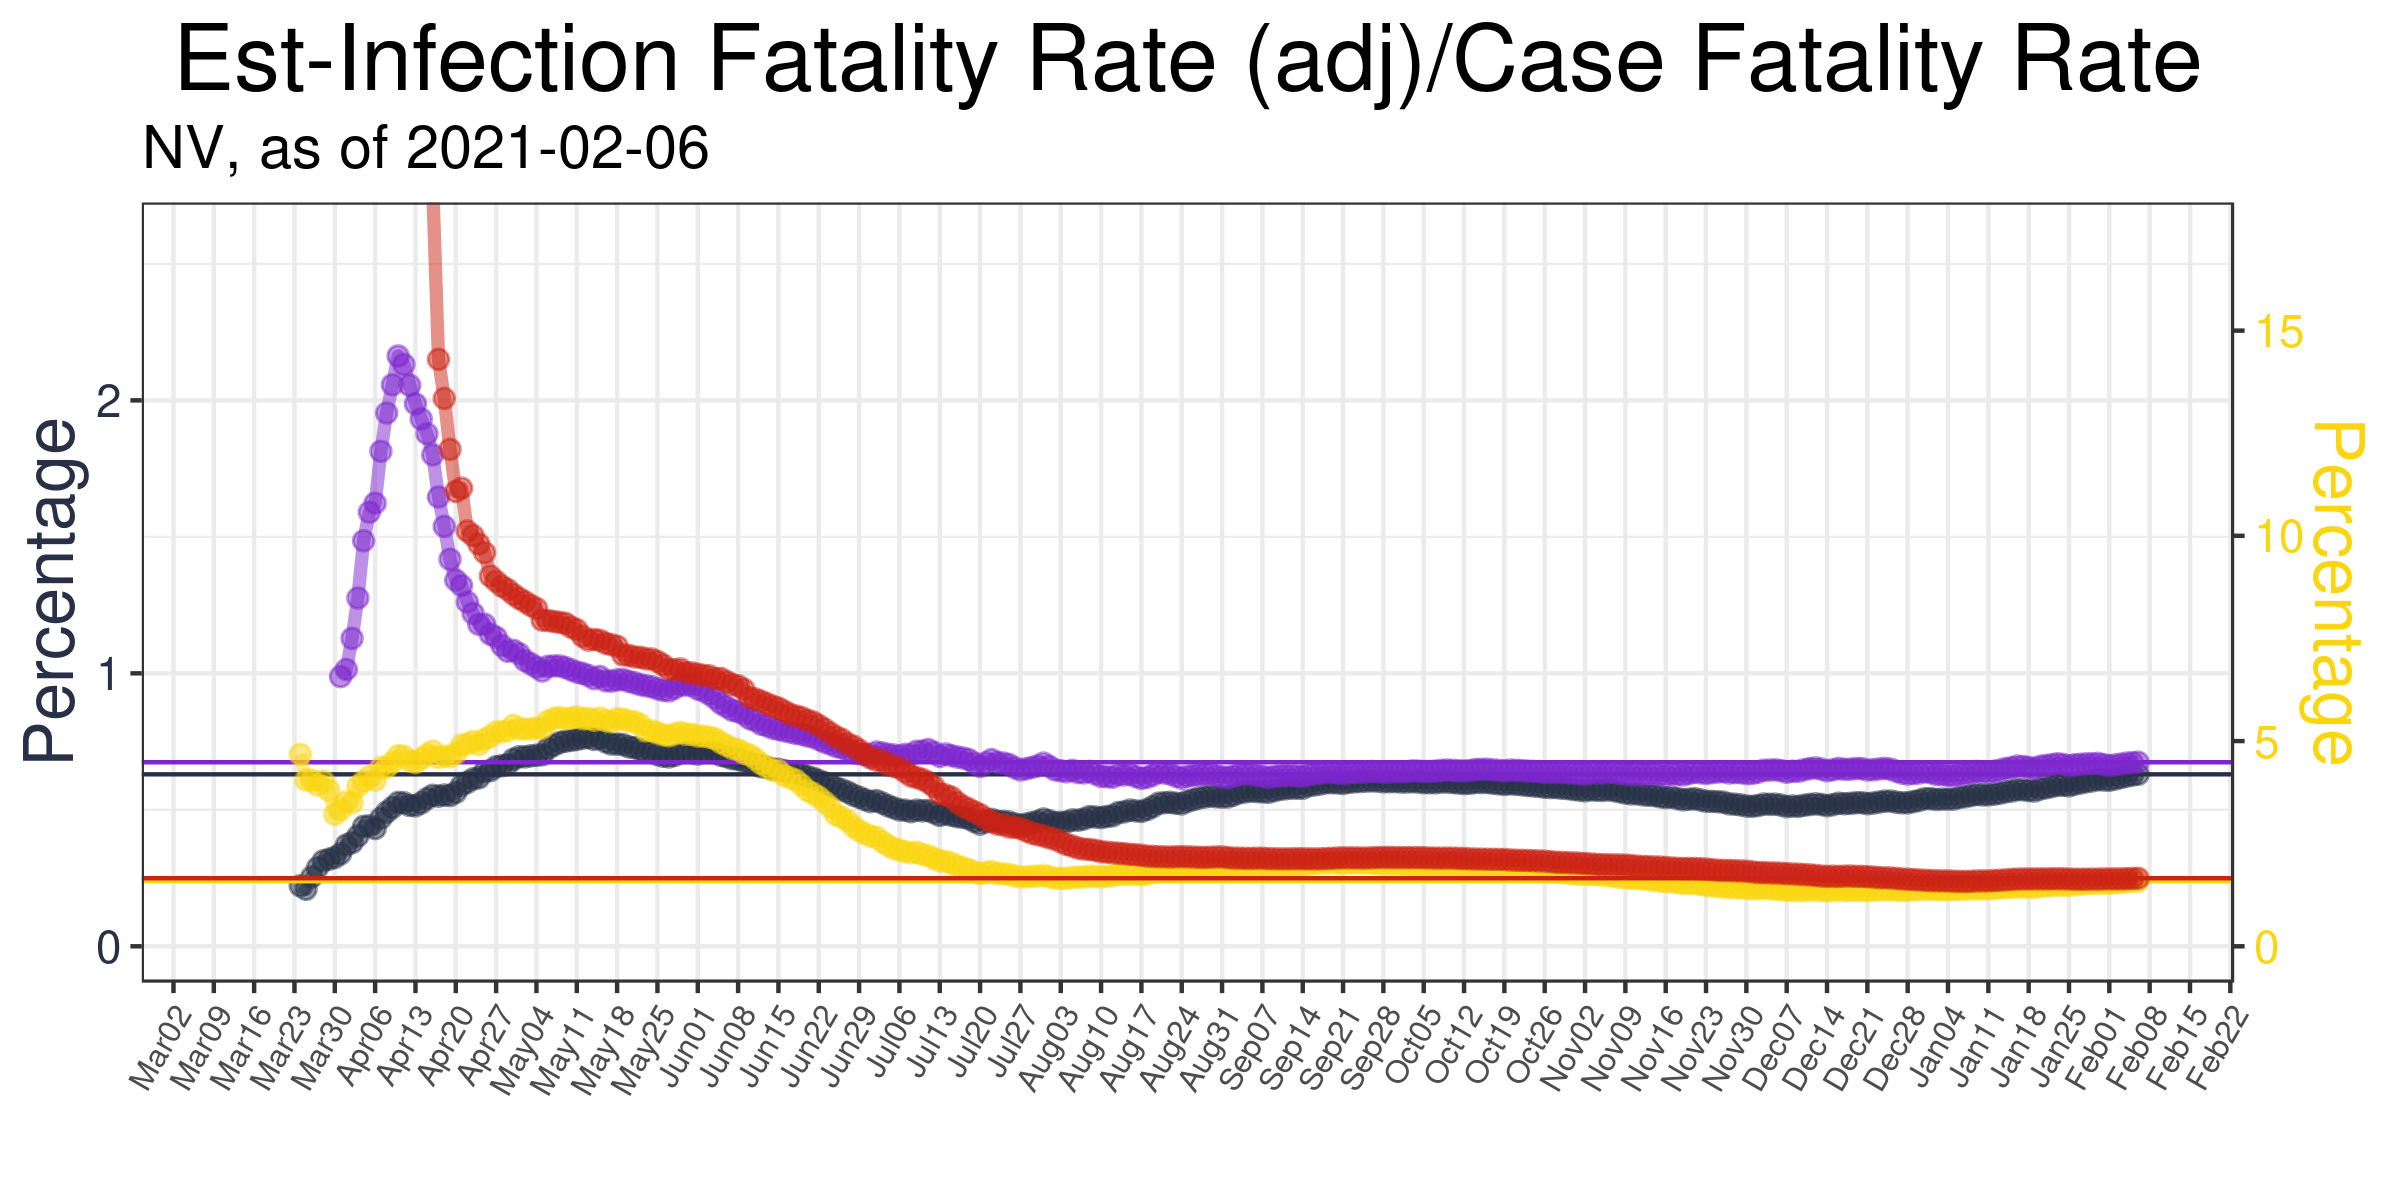 Est-Infection Fatality Rate (adj)/Case Fatality Rate
NV, as of 2021-02-06
Percentage
2
1
0
15
10
5
0
Percentage
Mar02
Mar09
Mar16
Mar23
Mar30
Apr06
Apr13
Apr20
Apr27
May04
May11
May18
May25
Jun01
Jun08
Jun15
Jun22
Jun29
Jul06
Jul13
Jul20
Jul27
Aug03
Aug10
Aug17
Aug24
Aug31
Sep07
Sep14
Sep21
Sep28
Oct05
Oct12
Oct19
Oct26
Nov02
Nov09
Nov16
Nov23
Nov30
Dec07
Dec14
Dec21
Dec28
Jan04
Jan11
Jan18
Jan25
Feb01
Feb08
Feb15
Feb22